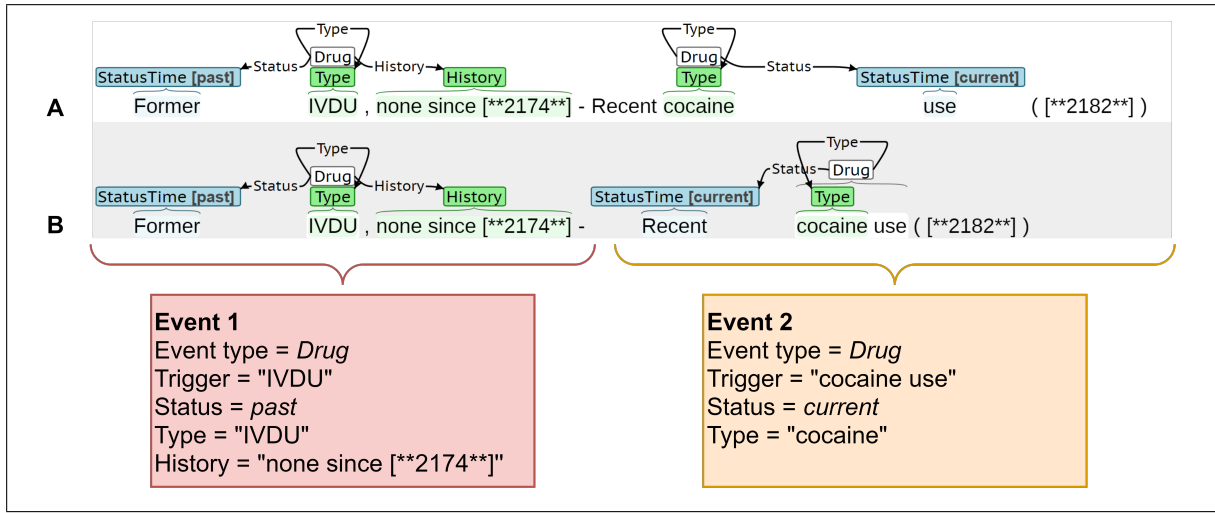 Type Type
Drug Drug
Status History Status
StatusTime [past] Type History Type StatusTime [current]
A Former IVDU , none since [**2174**] - Recent cocaine use ( [**2182**] )
Type Type
Drug Status Drug
Status History
StatusTime [past] Type History StatusTime [current] Type
B Former IVDU , none since [**2174**] - Recent cocaine use ( [**2182**] )
Event 1
Event type = Drug
Trigger = "IVDU"
Status = past
Type = "IVDU"
History = "none since [**2174**]"
Event 2
Event type = Drug
Trigger = "cocaine use"
Status = current
Type = "cocaine"